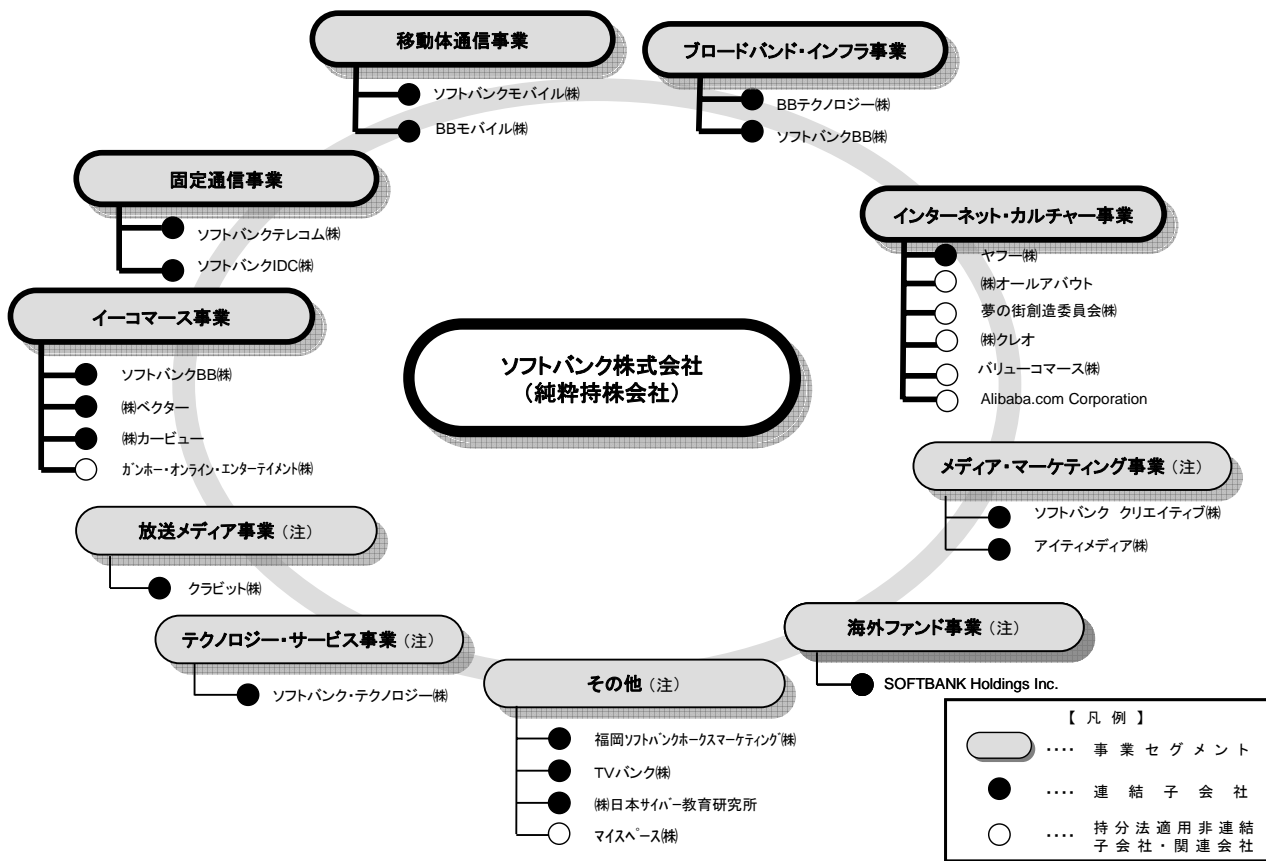 移動体通信事業
ソフトバンクモバイル㈱
BBモバイル㈱
ブロードバンド・インフラ事業
BBテクノロジー㈱
ソフトバンクBB㈱
固定通信事業
ソフトバンクテレコム㈱
ソフトバンクIDC㈱
インターネット・カルチャー事業
ヤフー㈱
㈱オールアバウト
夢の街創造委員会㈱
㈱クレオ
バリューコマース㈱
Alibaba.com Corporation
イーコマース事業
ソフトバンクBB㈱
㈱ベクター
㈱カービュー
ガンホー・オンライン・エンターテイメント㈱
ソフトバンク株式会社
（純粋持株会社）
メディア・マーケティング事業（注）
ソフトバンク クリエイティブ㈱
アイティメディア㈱
放送メディア事業（注）
クラビット㈱
テクノロジー・サービス事業（注）
ソフトバンク・テクノロジー㈱
その他（注）
福岡ソフトバンクホークスマーケティング㈱
TVバンク㈱
㈱日本サイバー教育研究所
マイスペース㈱
海外ファンド事業（注）
SOFTBANK Holdings Inc.
【凡例】
‥‥ 事業セグメント
‥‥ 連結子会社
‥‥ 持分法適用非連結
子会社・関連会社